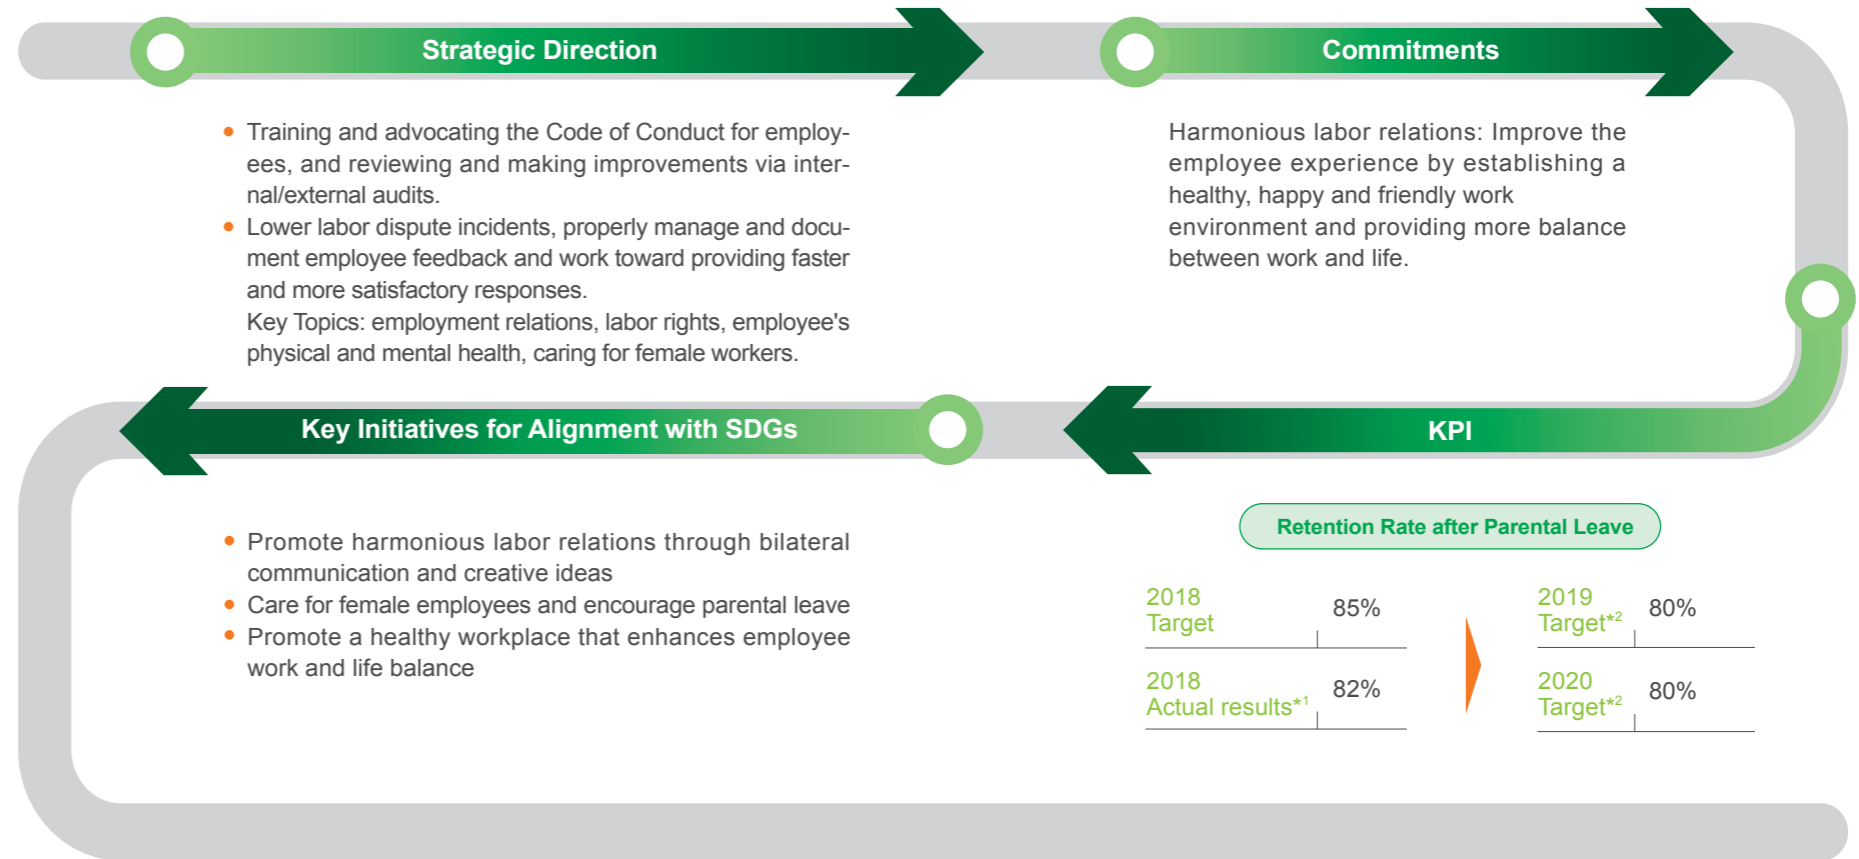 Strategic Direction
Training and advocating the Code of Conduct for employ-
ees, and reviewing and making improvements via inter-
nal/external audits.
Lower labor dispute incidents, properly manage and docu-
ment employee feedback and work toward providing faster
and more satisfactory responses.
Key Topics: employment relations, labor rights, employee's
physical and mental health, caring for female workers.
Commitments
Harmonious labor relations: Improve the
employee experience by establishing a
healthy, happy and friendly work
environment and providing more balance
between work and life.
KPI
Retention Rate after Parental Leave
2018
Target
85%
2018
Actual results*1
82%
2019
Target*2
80%
2020
Target*2
80%
Key Initiatives for Alignment with SDGs
Promote harmonious labor relations through bilateral
communication and creative ideas
Care for female employees and encourage parental leave
Promote a healthy workplace that enhances employee
work and life balance